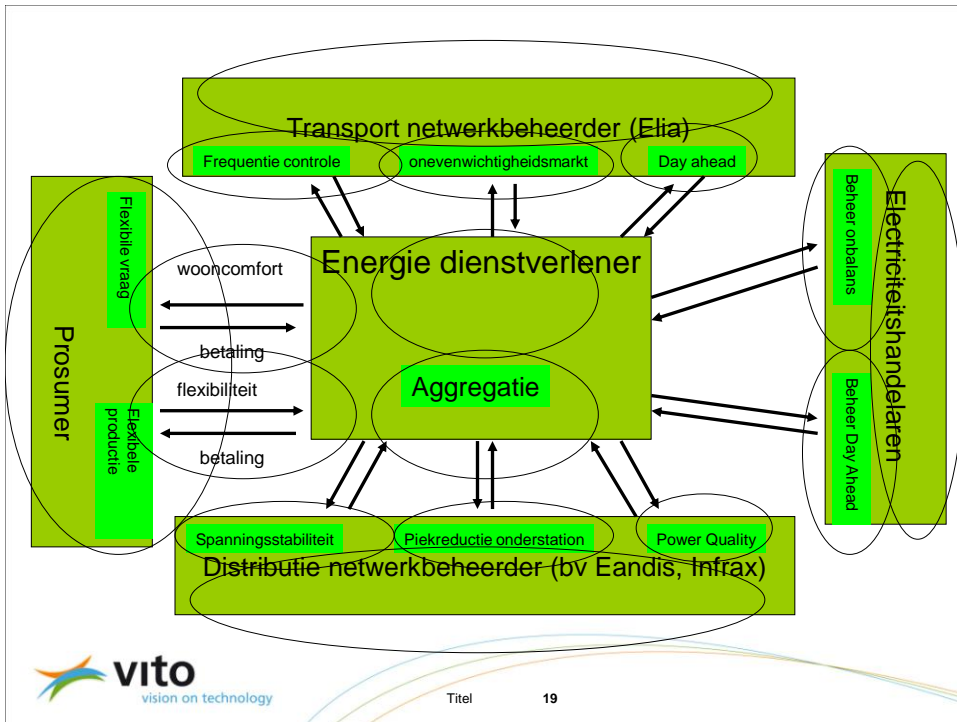 Transport netwerkbeheerder (Elia)
Frequentie controle
onevenwichtigheidsmarkt
Day ahead
Prosumer
Flexibile vraag
Flexibele
productie
wooncomfort
betaling
flexibiliteit
betaling
Energie dienstverlener
Aggregatie
Beheer onbalans
Beheer Day Ahead
Electriciteitshandelaren
Spanningsstabiliteit
Piekreductie onderstation
Power Quality
Distributie netwerkbeheerder (bv Eandis, Infrax)
vito
vision on technology
Titel
19